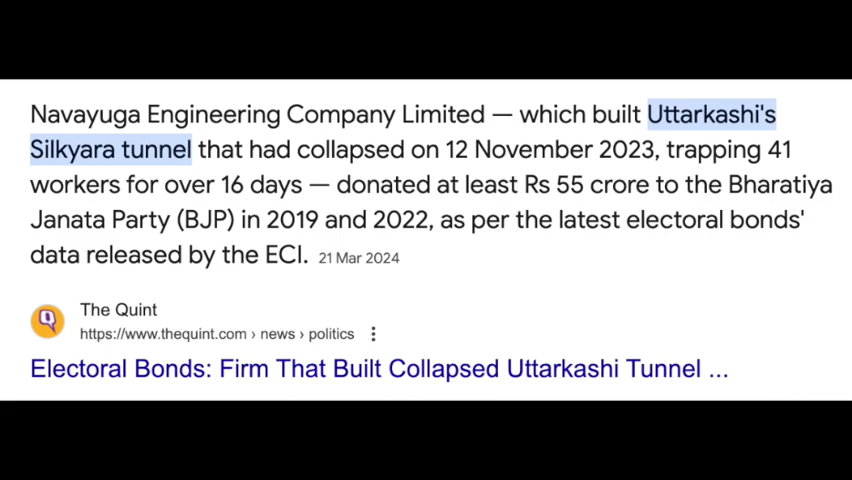 Navayuga Engineering Company Limited — which built Uttarkashi's
Silkyara tunnel that had collapsed on 12 November 2023, trapping 41
workers for over 16 days — donated at least Rs 55 crore to the Bharatiya
Janata Party (BJP) in 2019 and 2022, as per the latest electoral bonds'
data released by the ECI. 21 Mar 2024
The Quint
https://www.thequint.com › news › politics
Electoral Bonds: Firm That Built Collapsed Uttarkashi Tunnel ...